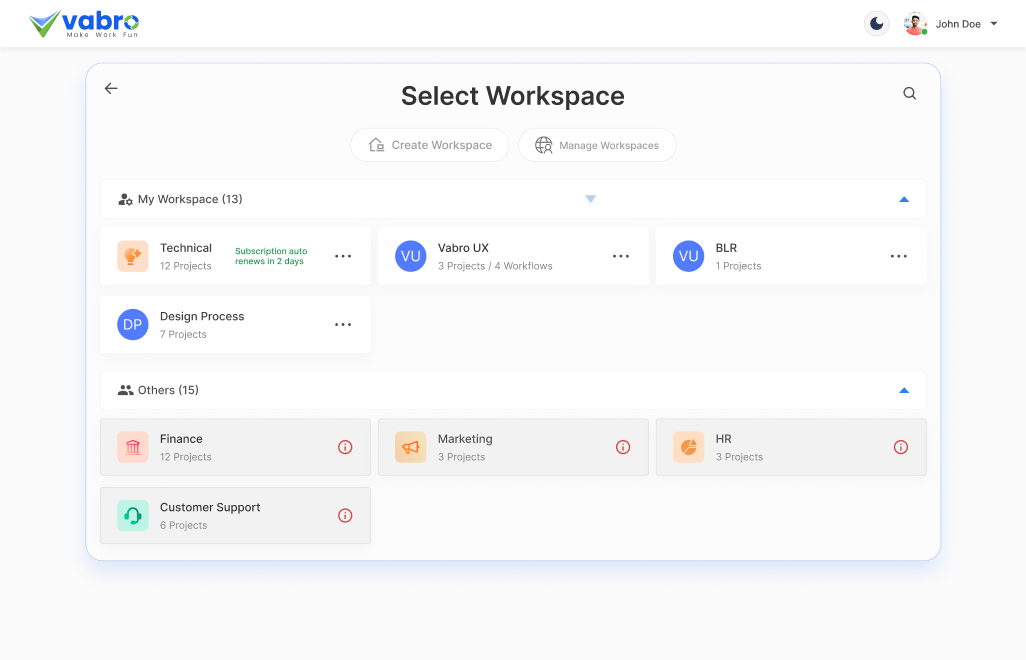 vabro
Make Work Fun
John Doe
Select Workspace
Create Workspace
Manage Workspaces
My Workspace (13)
Technical
12 Projects
Subscription auto
renews in 2 days
VU
Vabro UX
3 Projects / 4 Workflows
VU
BLR
1 Projects
DP
Design Process
7 Projects
Others (15)
Finance
12 Projects
Marketing
3 Projects
HR
3 Projects
Customer Support
6 Projects